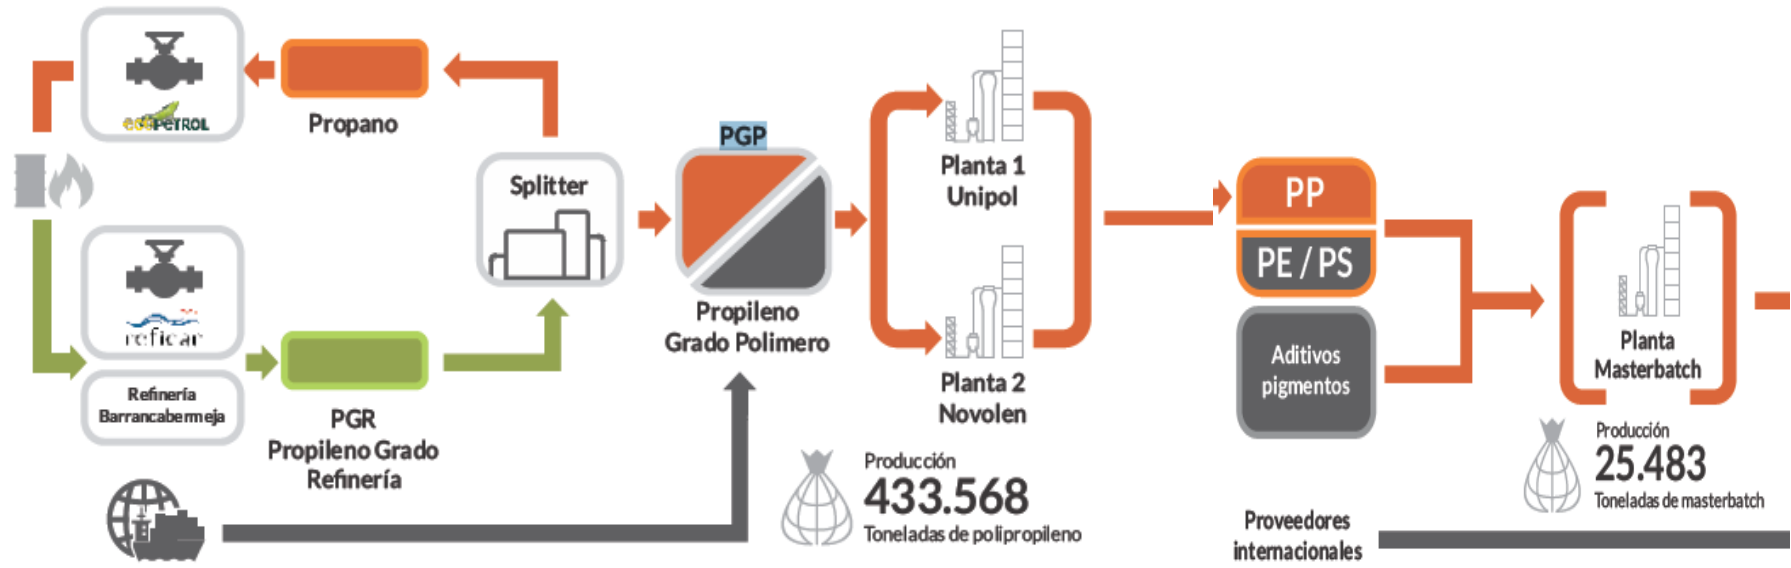 ecoPETROL
Propano
reficar
Refinería
Barrancabermeja
PGR
Propileno Grado
Refinería
Splitter
PGP
Propileno
Grado Polimero
Planta 1
Unipol
Planta 2
Novolen
Producción
433.568
Toneladas de polipropileno
PP
PE / PS
Aditivos
pigmentos
Proveedores
internacionales
Planta
Masterbatch
Producción
25.483
Toneladas de masterbatch